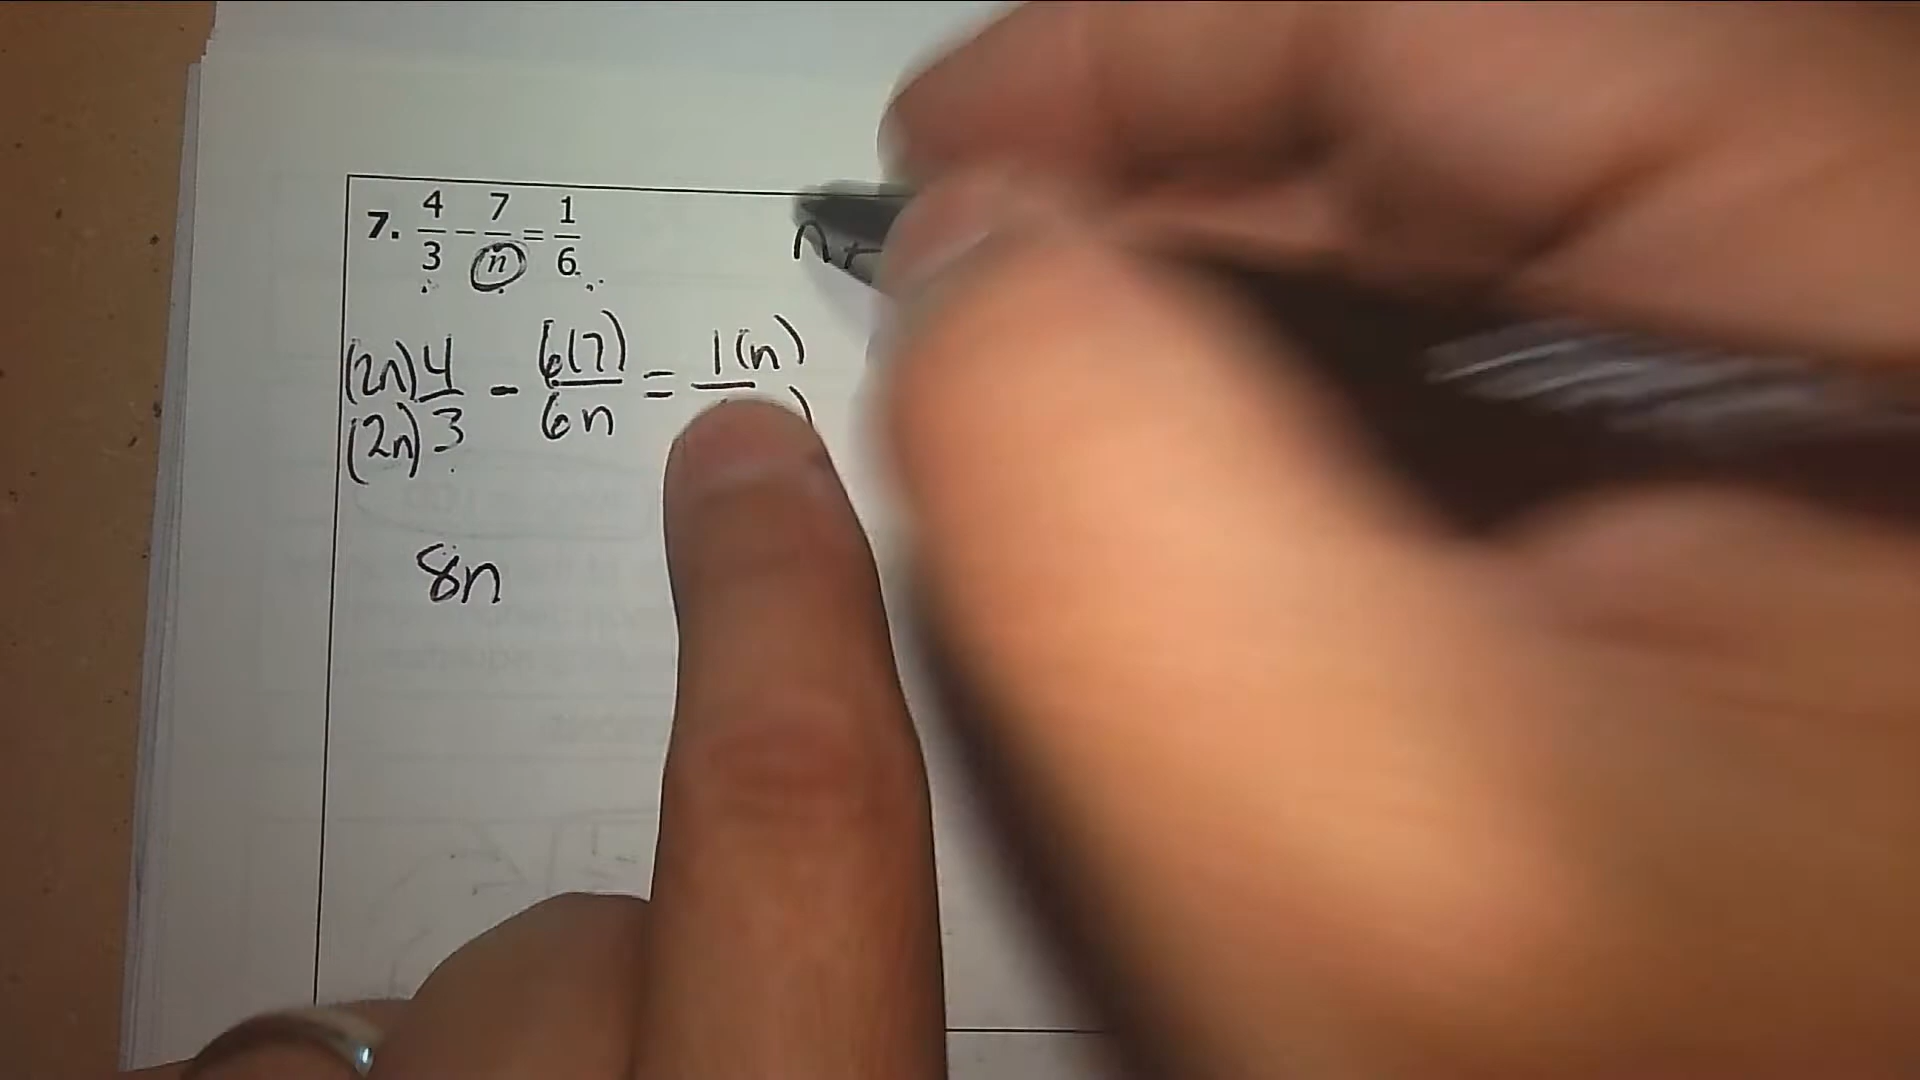 7. 4/3 - 7/n = 1/6
(2n)4/(2n)3 - 6(7)/6n = 1(n)
8n